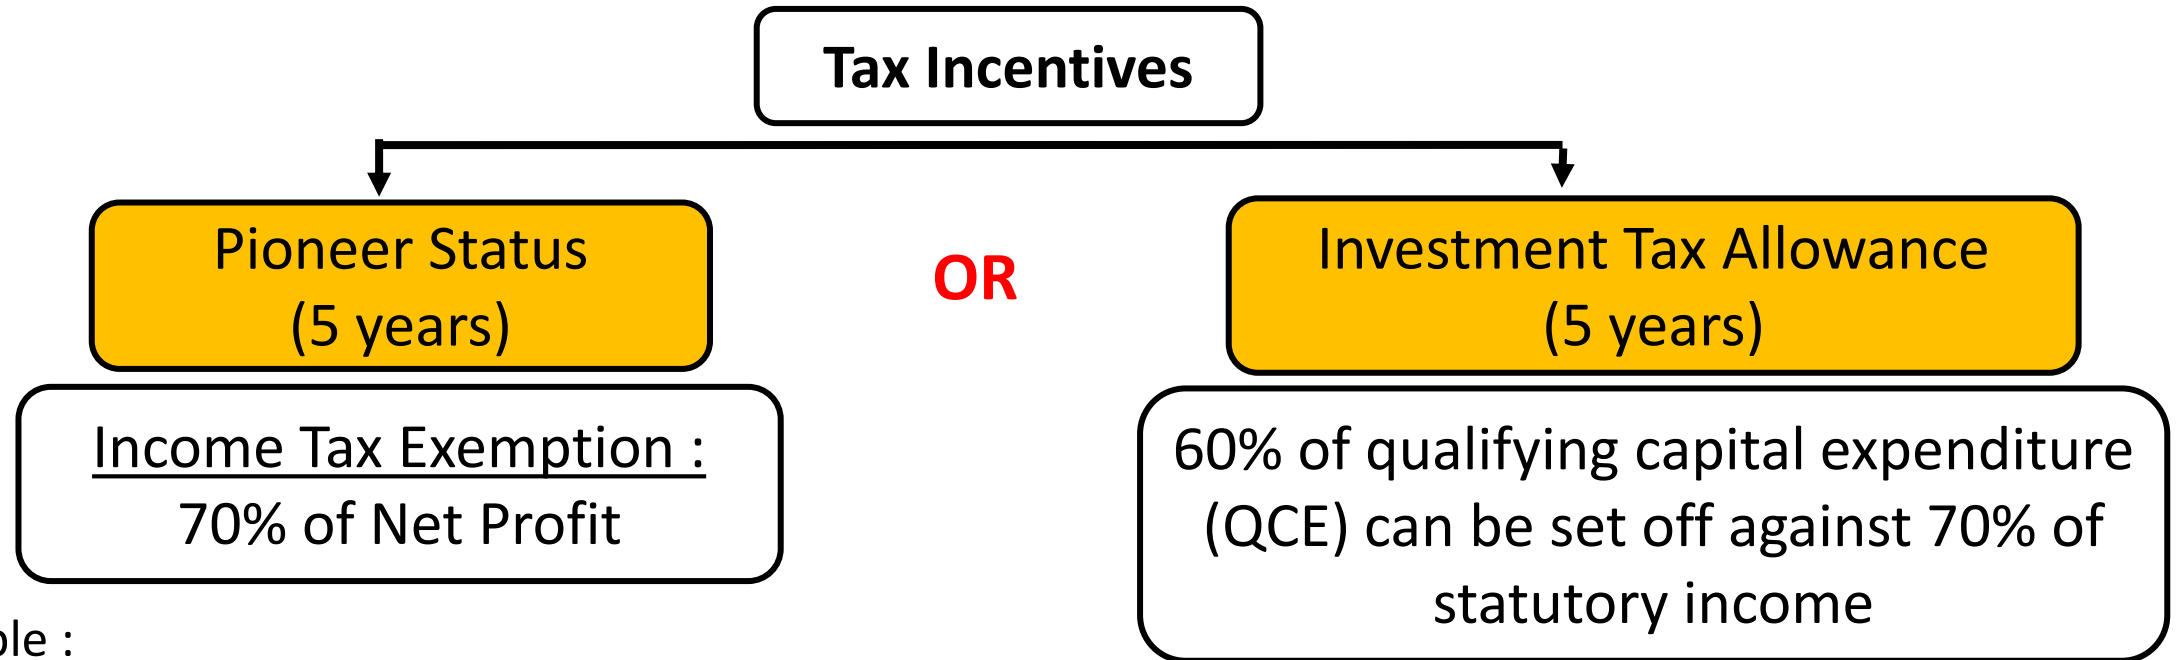 Tax Incentives
Pioneer Status
(5 years)
OR
Investment Tax Allowance
(5 years)
Income Tax Exemption :
70% of Net Profit
60% of qualifying capital expenditure
(QCE) can be set off against 70% of
statutory income
: